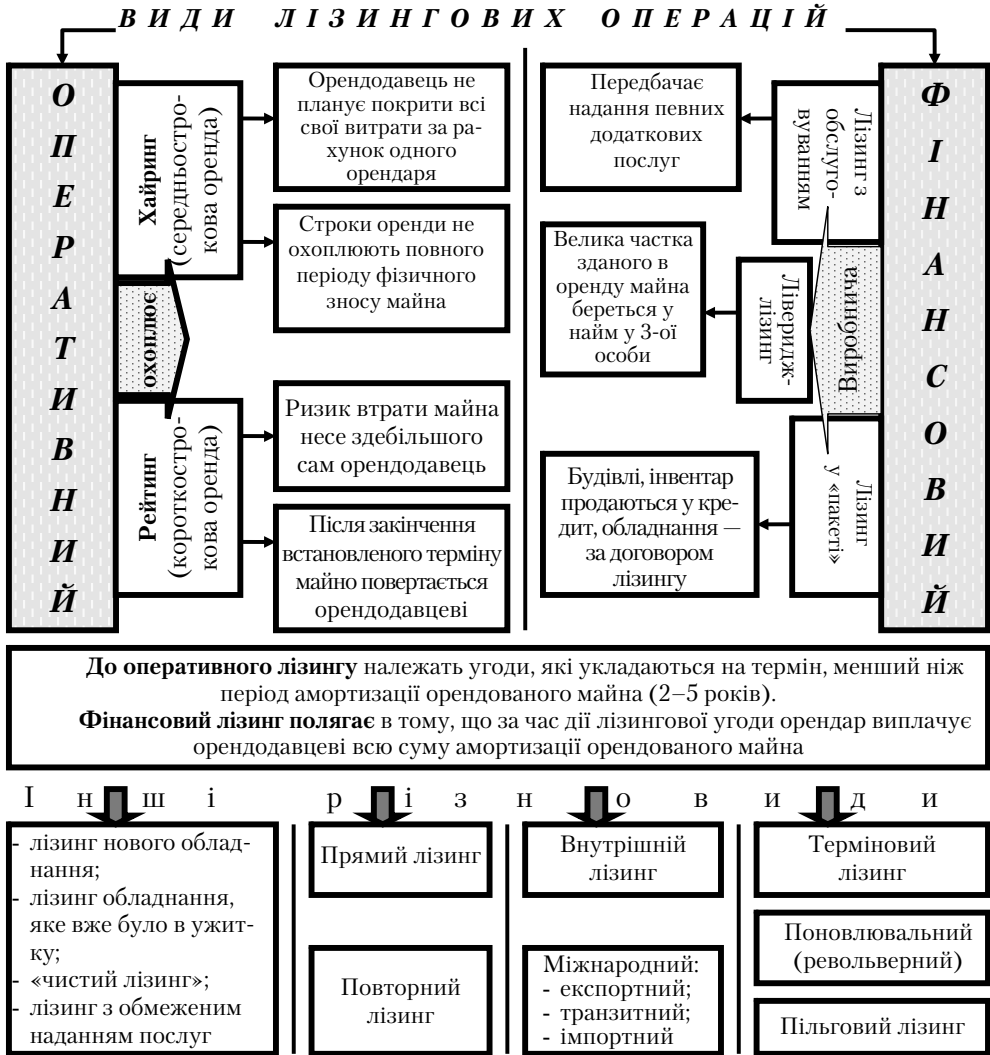 ВИДИ ЛІЗИНГОВИХ ОПЕРАЦІЙ
ОПЕРАТИВНИЙ
Хайринг
(середньостро-
кова оренда)
охоплює
Рейтинг
(короткостро-
кова оренда)
Орендодавець не
планує покрити всі
свої витрати за ра-
хунок одного
орендаря
Строки оренди не
охоплюють повного
періоду фізичного
зносу майна
Ризик втрати майна
несе здебільшого
сам орендодавець
Після закінчення
встановленого терміну
майно повертається
орендодавцеві
Передбачає
надання певних
додаткових
послуг
Велика частка
зданого в
оренду майна
береться у
найм у 3-ої
особи
Будівлі, інвентар
продаються у кре-
дит, обладнання —
за договором
лізингу
Лізинг з
обслуго-
вуванням
Ліверидж-
лізинг
Лізинг
у «пакеті»
Виробнича
ФІНАНСОВИЙ
До оперативного лізингу належать угоди, які укладаються на термін, менший ніж
період амортизації орендованого майна (2–5 років).
Фінансовий лізинг полягає в тому, що за час дії лізингової угоди орендар виплачує
орендодавцеві всю суму амортизації орендованого майна
Інші різновиди
- лізинг нового облад-
нання;
- лізинг обладнання,
яке вже було в ужит-
ку;
- «чистий лізинг»;
- лізинг з обмеженим
наданням послуг
Прямий лізинг
Повторний
лізинг
Внутрішній
лізинг
Міжнародний:
- експортний;
- транзитний;
- імпортний
Терміновий
лізинг
Поновлювальний
(револьверний)
Пільговий лізинг